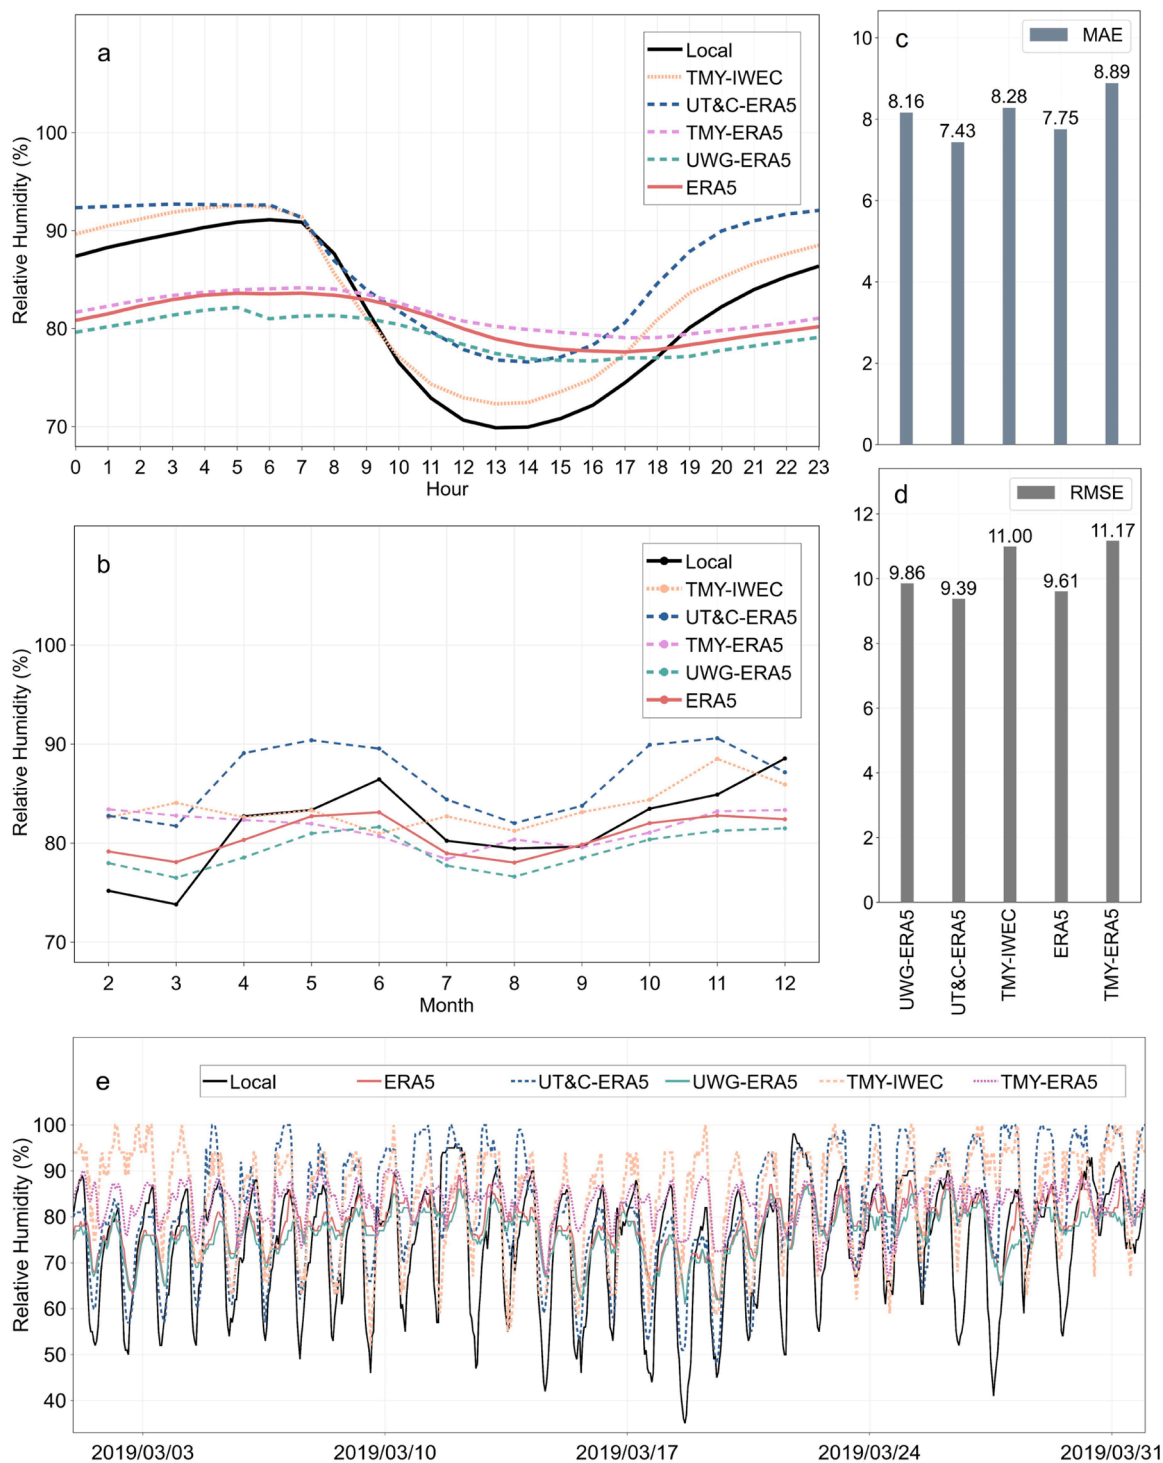 a
Local
TMY-IWEC
UT&C-ERA5
TMY-ERA5
UWG-ERA5
ERA5
Relative Humidity (%)
100
90
80
70
0 1 2 3 4 5 6 7 8 9 10 11 12 13 14 15 16 17 18 19 20 21 22 23
Hour
c
MAE
10
8
6
4
2
0
8.16
7.43
8.28
7.75
8.89
b
Local
TMY-IWEC
UT&C-ERA5
TMY-ERA5
UWG-ERA5
ERA5
Relative Humidity (%)
100
90
80
70
2 3 4 5 6 7 8 9 10 11 12
Month
d
RMSE
12
10
8
6
4
2
0
9.86
9.39
11.00
9.61
11.17
UWG-ERA5
UT&C-ERA5
TMY-IWEC
ERA5
TMY-ERA5
e
Local ERA5 UT&C-ERA5 UWG-ERA5 TMY-IWEC TMY-ERA5
Relative Humidity (%)
100
90
80
70
60
50
40
2019/03/03 2019/03/10 2019/03/17 2019/03/24 2019/03/31